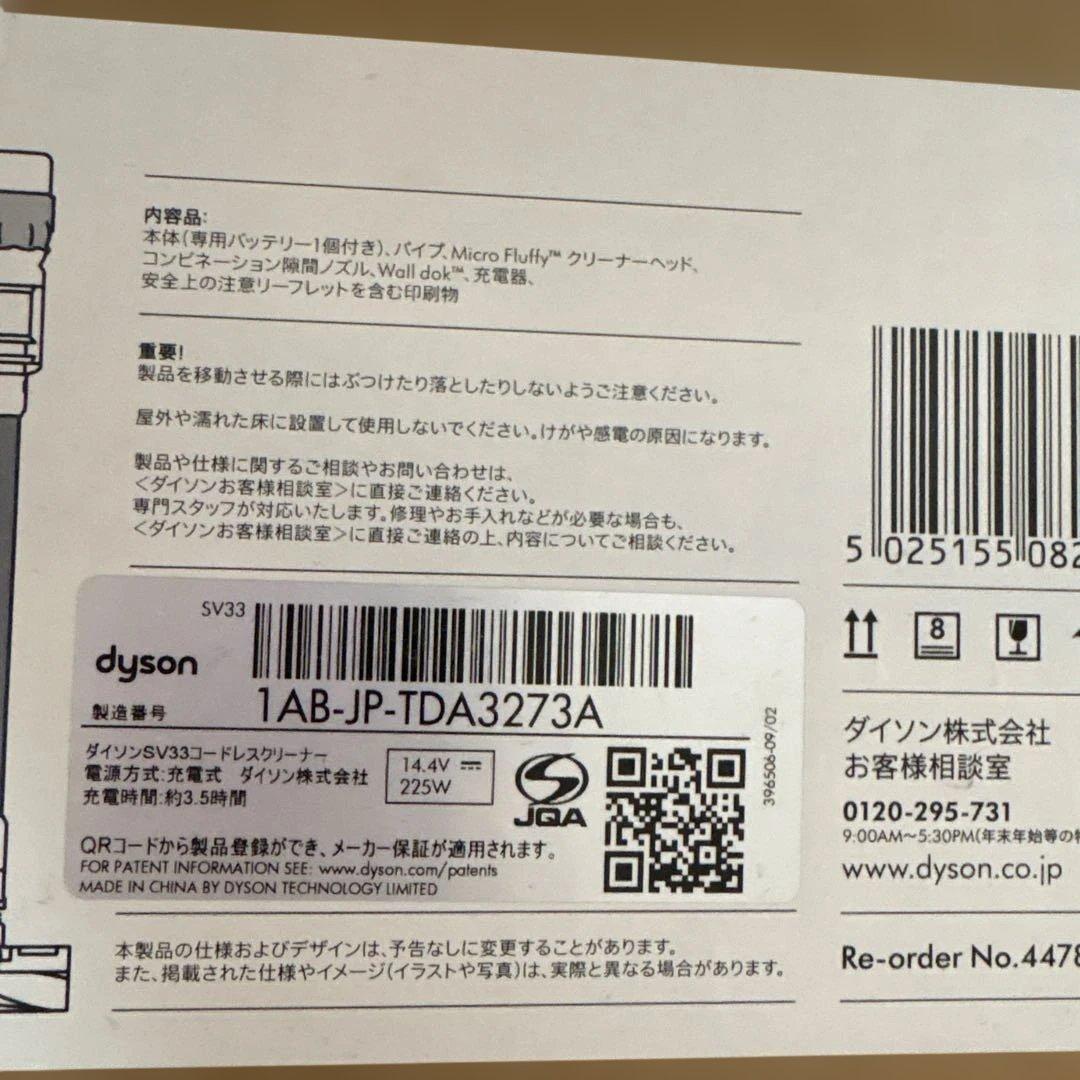 内容品:
本体(専用バッテリー1個付き)、パイプ、Micro Fluffy™ クリーナーヘッド、
コンビネーション隙間ノズル、Wall dok™、充電器、
安全上の注意リーフレットを含む印刷物
重要!
製品を移動させる際にはぶつけたり落としたりしないようご注意ください。
屋外や濡れた床に設置して使用しないでください。けがや感電の原因になります。
製品や仕様に関するご相談やお問い合わせは、
<ダイソンお客様相談室>に直接ご連絡ください。
専門スタッフが対応いたします。修理やお手入れなどが必要な場合も、
<ダイソンお客様相談室>に直接ご連絡の上、内容についてご相談ください。
SV33
dyson
製造番号
1AB-JP-TDA3273A
ダイソンSV33コードレスクリーナー
電源方式:充電式 ダイソン株式会社
充電時間:約3.5時間
14.4V
225W
JQA
396506-09/02
QRコードから製品登録ができ、メーカー保証が適用されます。
FOR PATENT INFORMATION SEE: www.dyson.com/patents
MADE IN CHINA BY DYSON TECHNOLOGY LIMITED
本製品の仕様およびデザインは、予告なしに変更することがあります。
また、掲載された仕様やイメージ(イラストや写真)は、実際と異なる場合があります。
5 025155 082
8
ダイソン株式会社
お客様相談室
0120-295-731
9:00AM〜5:30PM(年末年始等の
www.dyson.co.jp
Re-order No.447